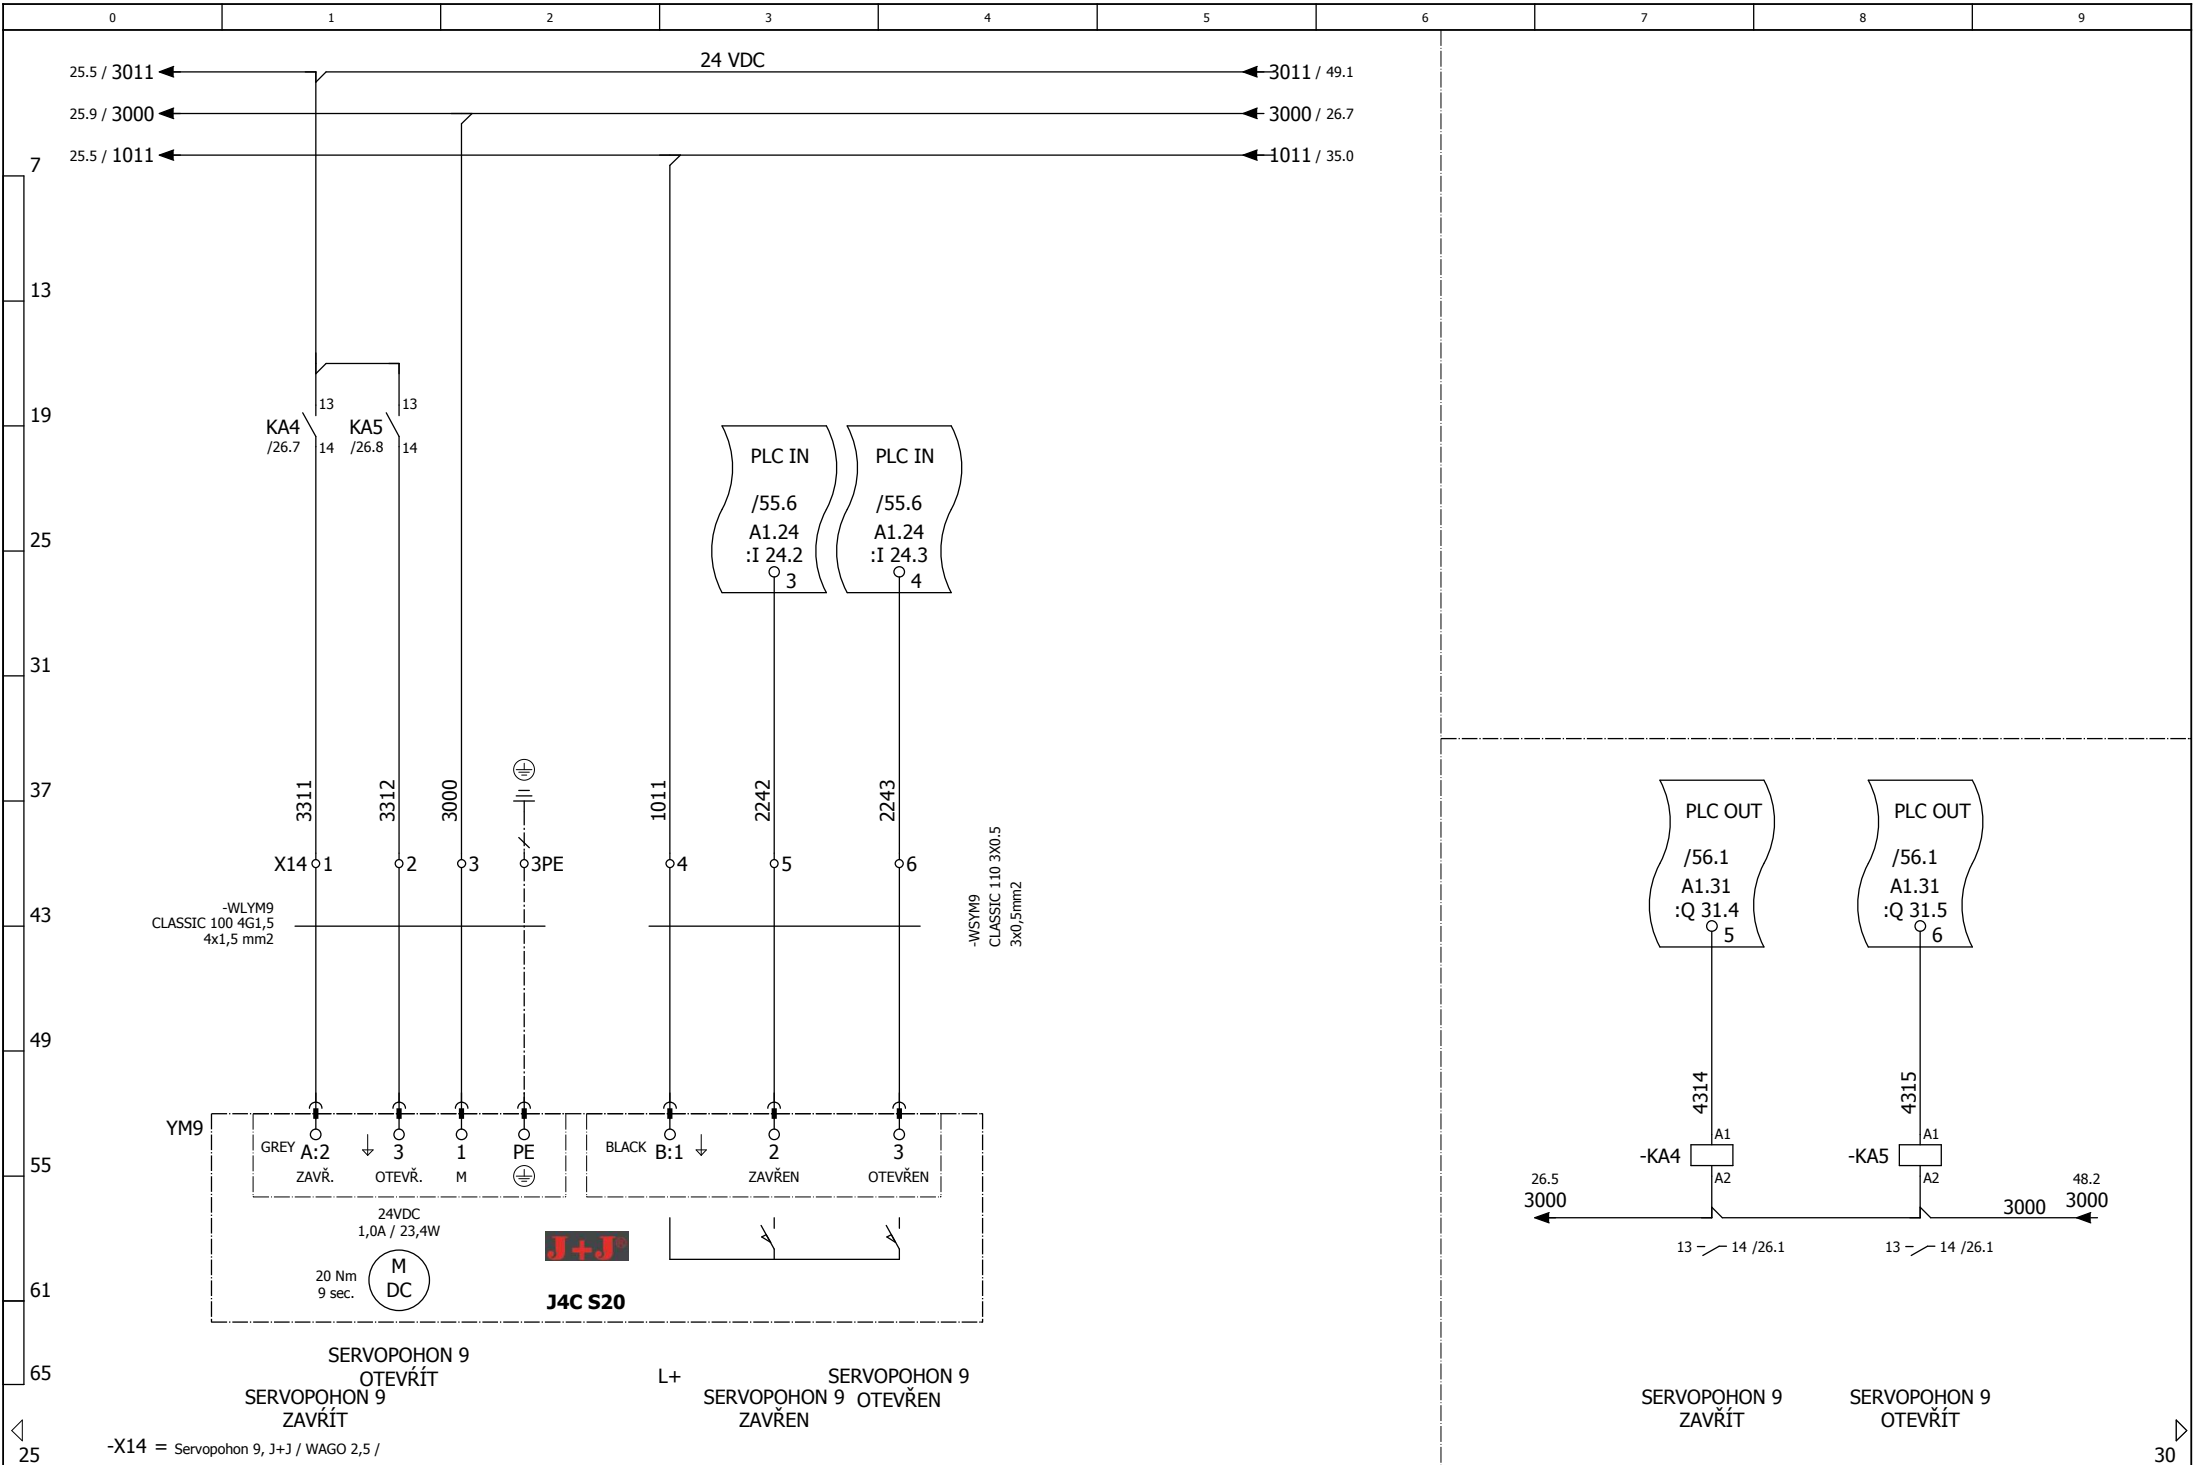 0 1 2 3 4 5 6 7 8 9
24 VDC
25.5 / 3011
3011 / 49.1
25.9 / 3000
3000 / 26.7
25.5 / 1011
1011 / 35.0
7
13
19
25
31
37
43
49
55
61
65
KA4
/26.7
13
14
KA5
/26.8
13
14
PLC IN
/55.6
A1.24
:I 24.2
3
PLC IN
/55.6
A1.24
:I 24.3
4
3311
3312
3000
1011
2242
2243
X14 1 2 3 3PE 4 5 6
-WLYM9
CLASSIC 100 4G1,5
4x1,5 mm2
-WSYM9
CLASSIC 110 3X0.5
3x0,5mm2
PLC OUT
/56.1
A1.31
:Q 31.4
5
PLC OUT
/56.1
A1.31
:Q 31.5
6
4314
4315
YM9
GREY A:2 3 1 PE
ZAVŘ. OTEVŘ. M
BLACK B:1 2 3
ZAVŘEN OTEVŘEN
24VDC
1,0A / 23,4W
M
DC
20 Nm
9 sec.
J+J®
J4C S20
A1
-KA4
A2
A1
-KA5
A2
26.5
3000
3000
48.2
3000
13 14 /26.1
13 14 /26.1
SERVOPOHON 9
OTEVŔÍT
SERVOPOHON 9
ZAVŔÍT
L+
SERVOPOHON 9
ZAVŘEN
SERVOPOHON 9
OTEVŘEN
SERVOPOHON 9
ZAVŘÍT
SERVOPOHON 9
OTEVŘÍT
25
-X14 = Servopohon 9, J+J / WAGO 2,5 /
30